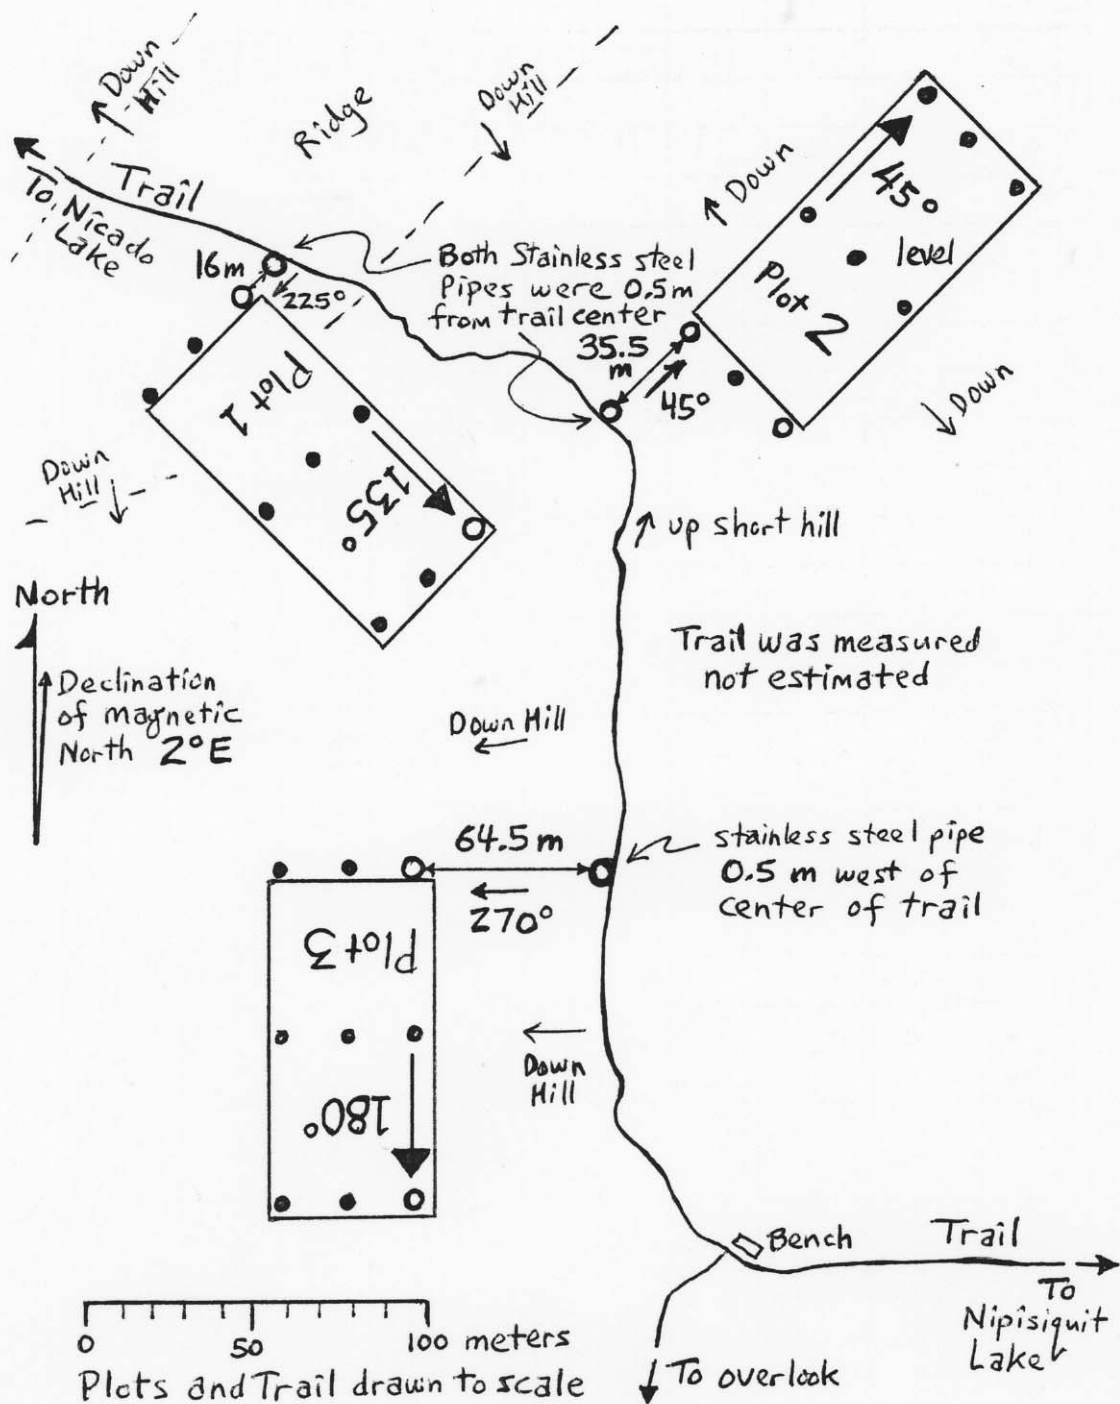 Down
Hill
Ridge
Down
Hill
Trail
To Nicado
Lake
16m
225°
Both Stainless steel
Pipes were 0.5m
from trail center
35.5
m
45°
Down
45°
level
Plox 2
Down
Plot 1
135°
Down
Hill
up short hill
North
Declination
of magnetic
North 2°E
Trail was measured
not estimated
Down Hill
64.5m
270°
stainless steel pipe
0.5 m west of
center of trail
Plot 3
180°
Down
Hill
Bench
Trail
To
Nipisiquit
Lake
To overlook
0 50 100 meters
Plots and Trail drawn to scale